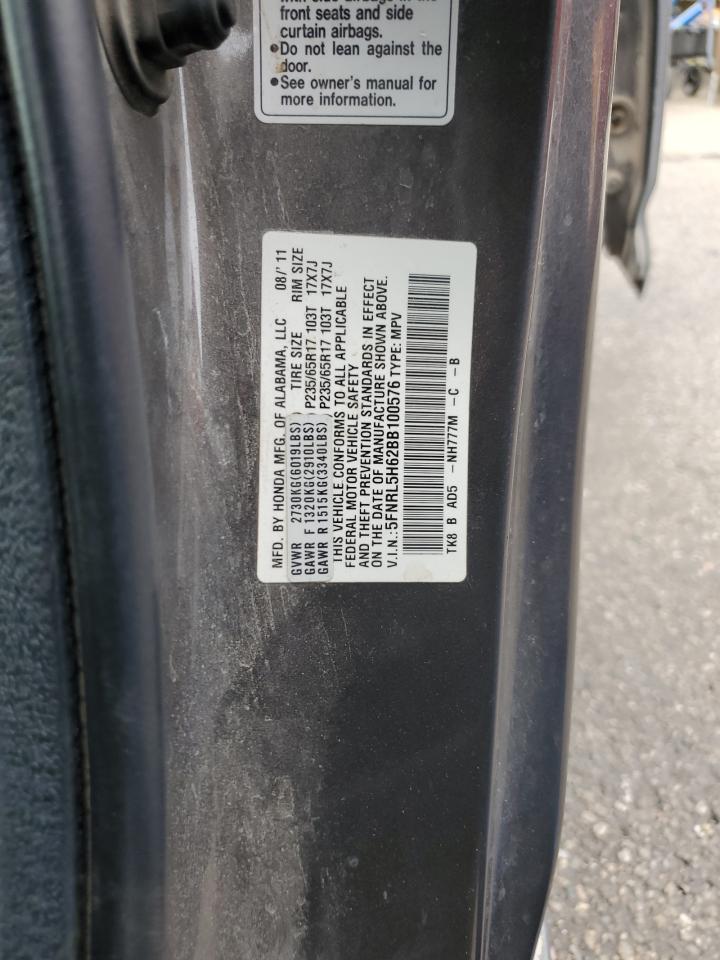 front seats and side
curtain airbags.
●Do not lean against the
door.
●See owner's manual for
more information.
MFD. BY HONDA MFG. OF ALABAMA, LLC 08/'11
TIRE SIZE RIM SIZE
GVWR 2730KG(6019LBS)
GAWR F 1320KG(2910LBS) P235/65R17 103T 17X7J
GAWR R 1515KG(3340LBS) P235/65R17 103T 17X7J
THIS VEHICLE CONFORMS TO ALL APPLICABLE
FEDERAL MOTOR VEHICLE SAFETY
AND THEFT PREVENTION STANDARDS IN EFFECT
ON THE DATE OF MANUFACTURE SHOWN ABOVE.
V.I.N.:5FNRL5H62BB100576 TYPE: MPV
TK8 B AD5 -NH777M -C -B